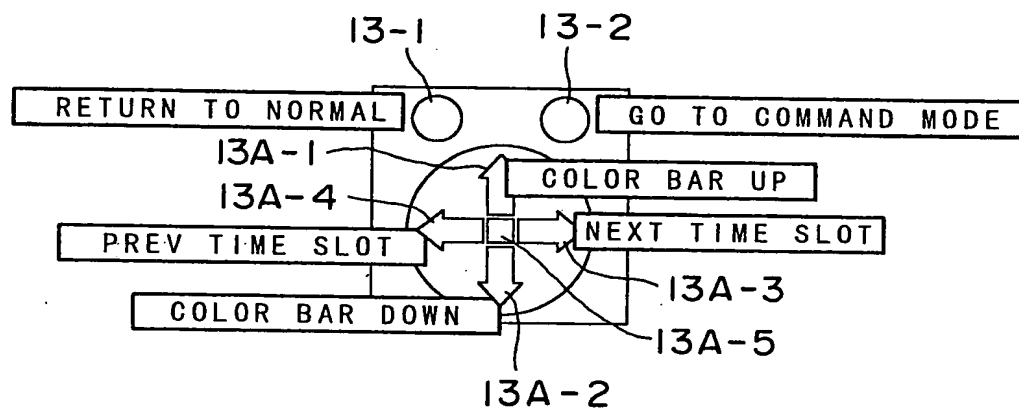 13-1 13-2
RETURN TO NORMAL GO TO COMMAND MODE
13A-1
COLOR BAR UP
13A-4
PREV TIME SLOT NEXT TIME SLOT
13A-3
COLOR BAR DOWN
13A-5
13A-2